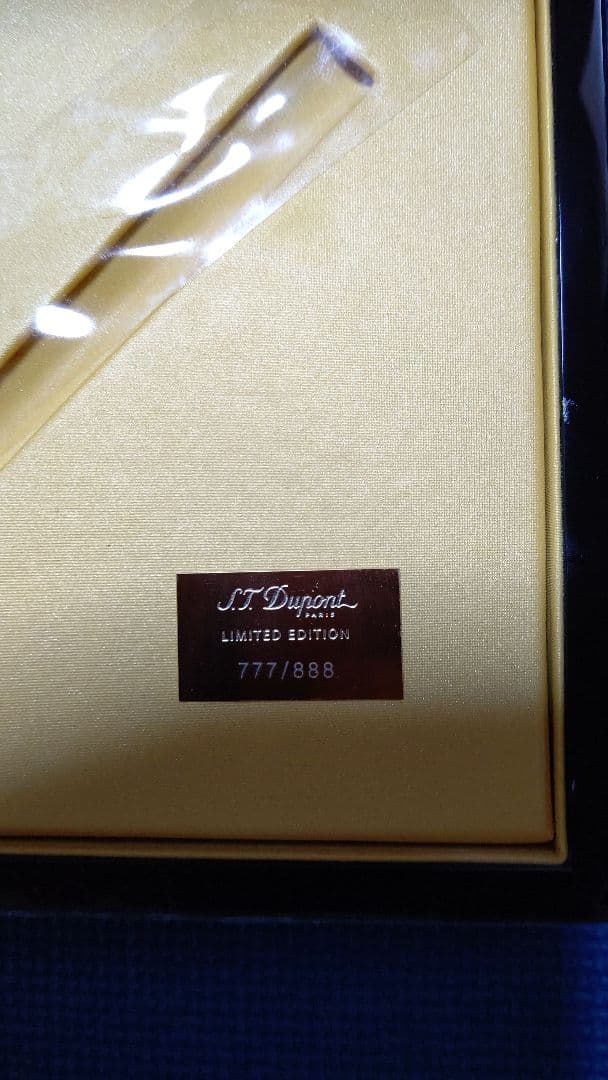 S.T. Dupont
PARIS
LIMITED EDITION
777/888